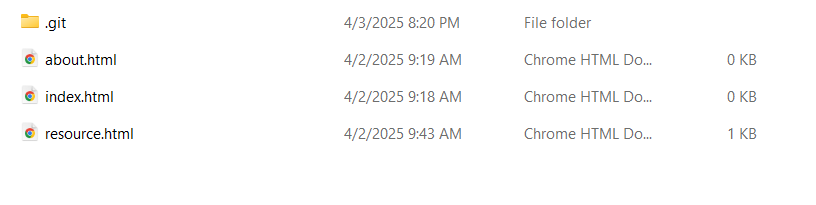 .git 4/3/2025 8:20 PM File folder
about.html 4/2/2025 9:19 AM Chrome HTML Do... 0 KB
index.html 4/2/2025 9:18 AM Chrome HTML Do... 0 KB
resource.html 4/2/2025 9:43 AM Chrome HTML Do... 1 KB